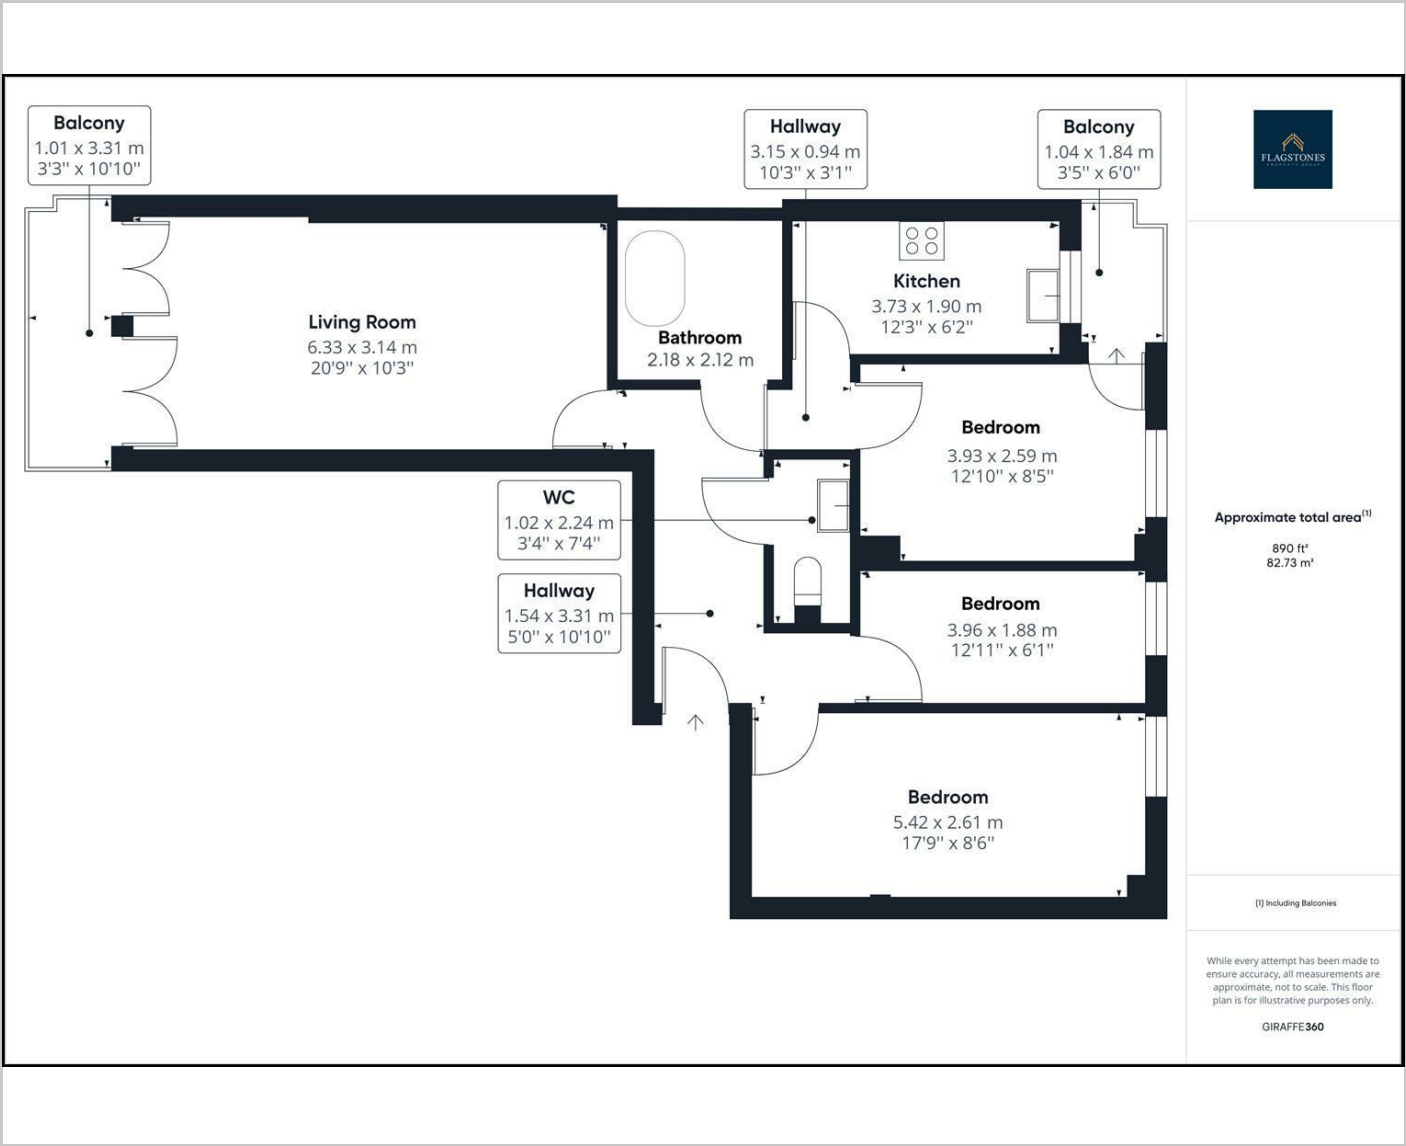 Balcony
1.01 x 3.31 m
3'3" x 10'10"
Hallway
3.15 x 0.94 m
10'3" x 3'1"
Balcony
1.04 x 1.84 m
3'5" x 6'0"
Living Room
6.33 x 3.14 m
20'9" x 10'3"
Bathroom
2.18 x 2.12 m
Kitchen
3.73 x 1.90 m
12'3" x 6'2"
Bedroom
3.93 x 2.59 m
12'10" x 8'5"
WC
1.02 x 2.24 m
3'4" x 7'4"
Hallway
1.54 x 3.31 m
5'0" x 10'10"
Bedroom
3.96 x 1.88 m
12'11" x 6'1"
Bedroom
5.42 x 2.61 m
17'9" x 8'6"
FLAGSTONES
PROPERTY GROUP
Approximate total area(1)
890 ft²
82.73 m²
(1) Including Balconies
While every attempt has been made to
ensure accuracy, all measurements are
approximate, not to scale. This floor
plan is for illustrative purposes only.
GIRAFFE360